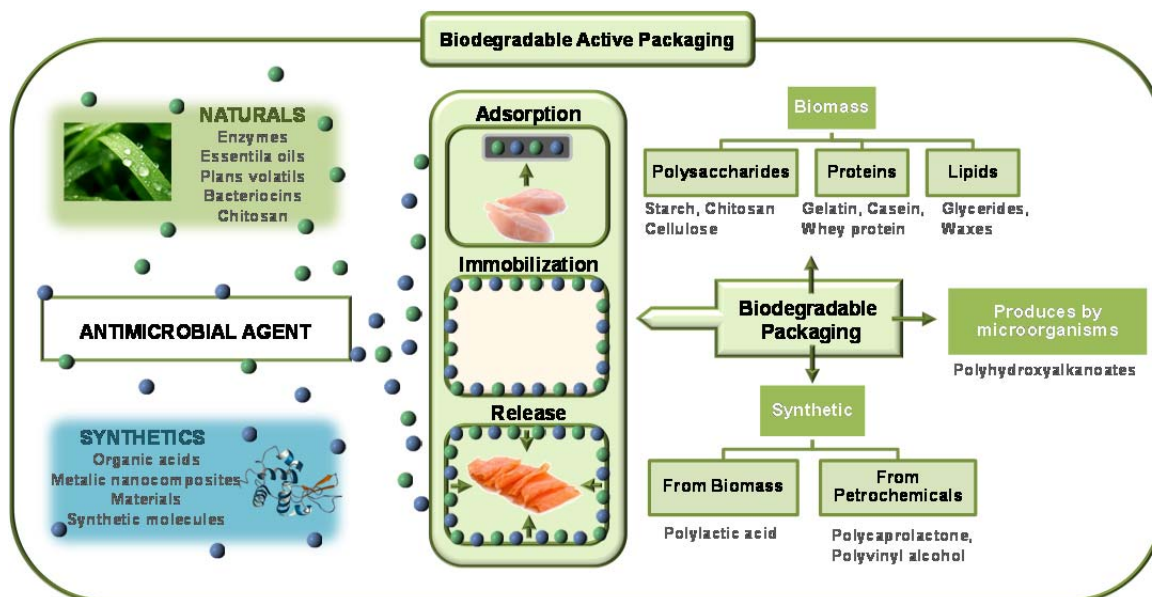 Biodegradable Active Packaging
NATURALS
Enzymes
Essentila oils
Plans volatils
Bacteriocins
Chitosan
ANTIMICROBIAL AGENT
SYNTHETICS
Organic acids
Metalic nanocomposites
Materials
Synthetic molecules
Adsorption
Immobilization
Release
Biomass
Polysaccharides
Proteins
Lipids
Starch, Chitosan
Cellulose
Gelatin, Casein,
Whey protein
Glycerides,
Waxes
Biodegradable
Packaging
Produces by
microorganisms
Polyhydroxyalkanoates
Synthetic
From Biomass
From
Petrochemicals
Polylactic acid
Polycaprolactone,
Polyvinyl alcohol